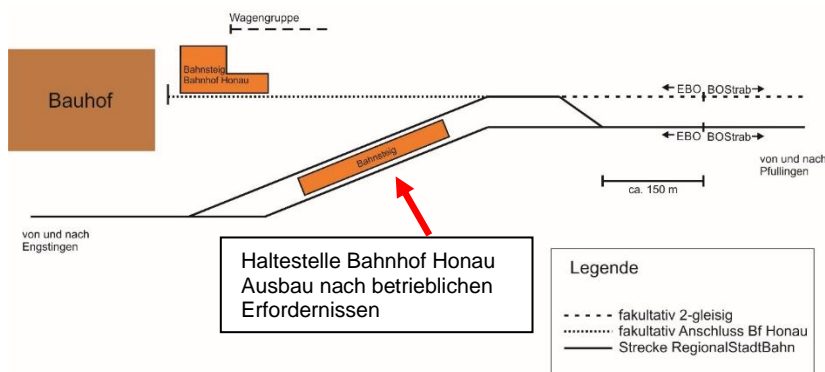 Wagengruppe
Bauhof
Bahnsteig
Bahnhof Honau
EBO BOStrab
Bahnsteig
EBO BOStrab
von und nach
Pfullingen
ca. 150 m
von und nach
Engstingen
Haltestelle Bahnhof Honau
Ausbau nach betrieblichen
Erfordernissen
Legende
fakultativ 2-gleisig
fakultativ Anschluss Bf Honau
Strecke RegionalStadtBahn